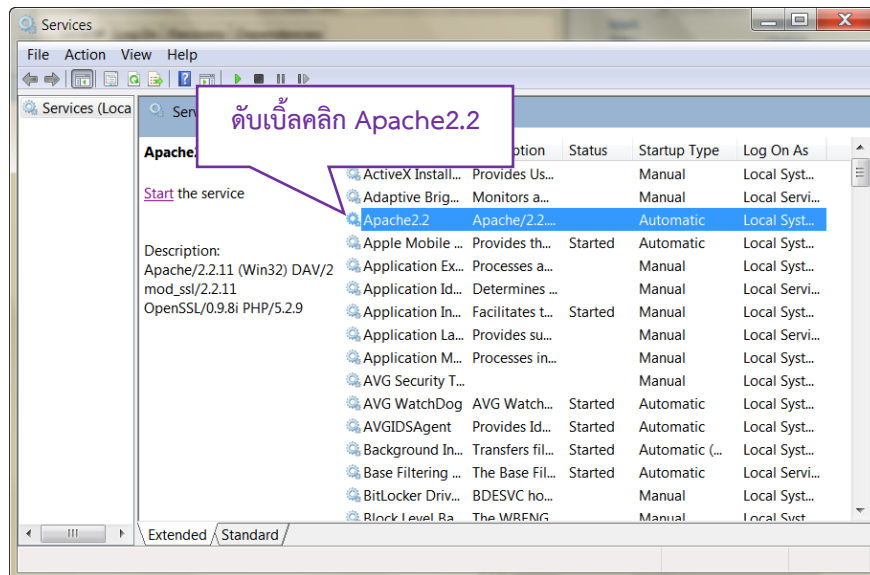 Services
File Action View Help
Services (Loca
Serv
ดับเบิ้ลคลิก Apache2.2
Apache
Start the service
Description:
Apache/2.2.11 (Win32) DAV/2
mod_ssl/2.2.11
OpenSSL/0.9.8i PHP/5.2.9
ption Status Startup Type Log On As
ActiveX Install... Provides Us... Manual Local Syst...
Adaptive Brig... Monitors a... Manual Local Servi...
Apache2.2 Apache/2.2.... Automatic Local Syst...
Apple Mobile ... Provides th... Started Automatic Local Syst...
Application Ex... Processes a... Manual Local Syst...
Application Id... Determines ... Manual Local Servi...
Application In... Facilitates t... Started Manual Local Syst...
Application La... Provides su... Manual Local Servi...
Application M... Processes in... Manual Local Syst...
AVG Security T... Manual Local Syst...
AVG WatchDog AVG Watch... Started Automatic Local Syst...
AVGIDSAgent Provides Id... Started Automatic Local Syst...
Background In... Transfers fil... Started Automatic (... Local Syst...
Base Filtering ... The Base Fil... Started Automatic Local Servi...
BitLocker Driv... BDESVC ho... Manual Local Syst...
Block Level Ba... The WBENG... Manual Local Syst...
Extended Standard